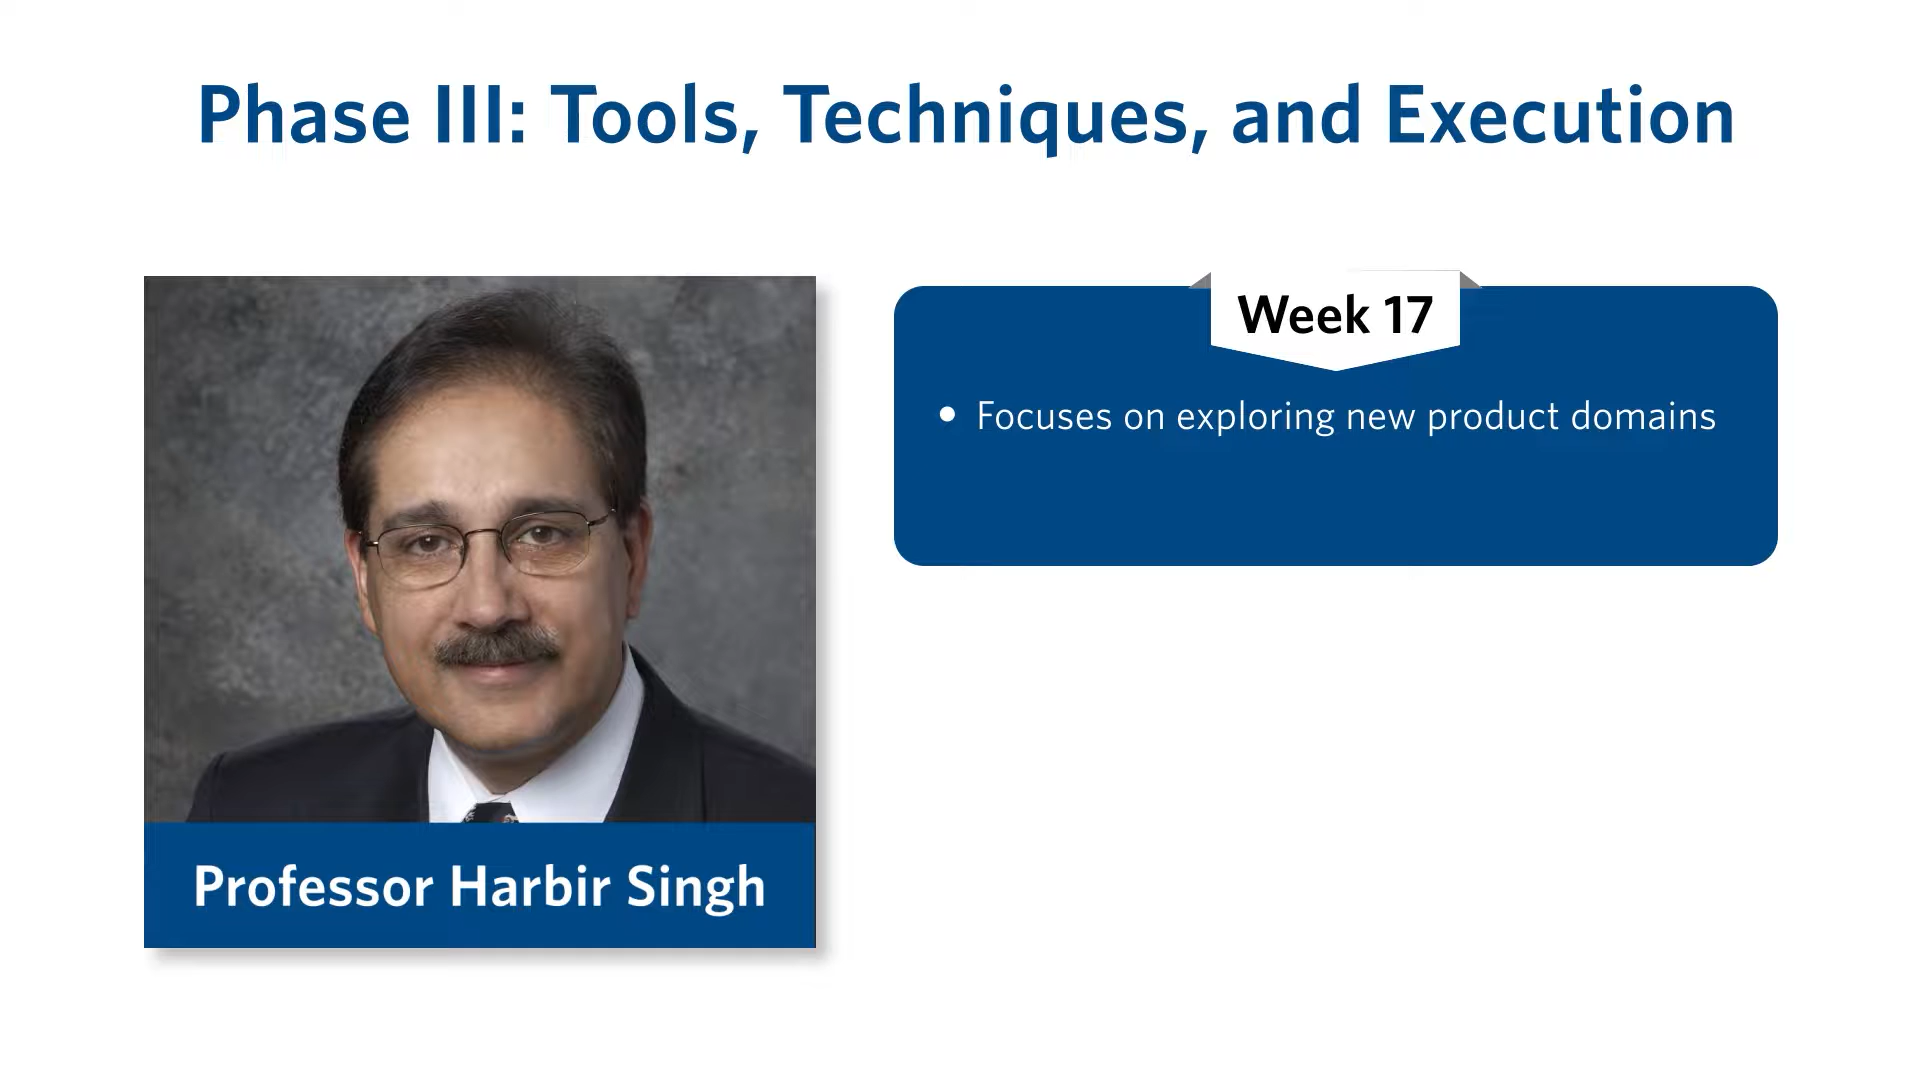 Phase III: Tools, Techniques, and Execution
Week 17
• Focuses on exploring new product domains
Professor Harbir Singh